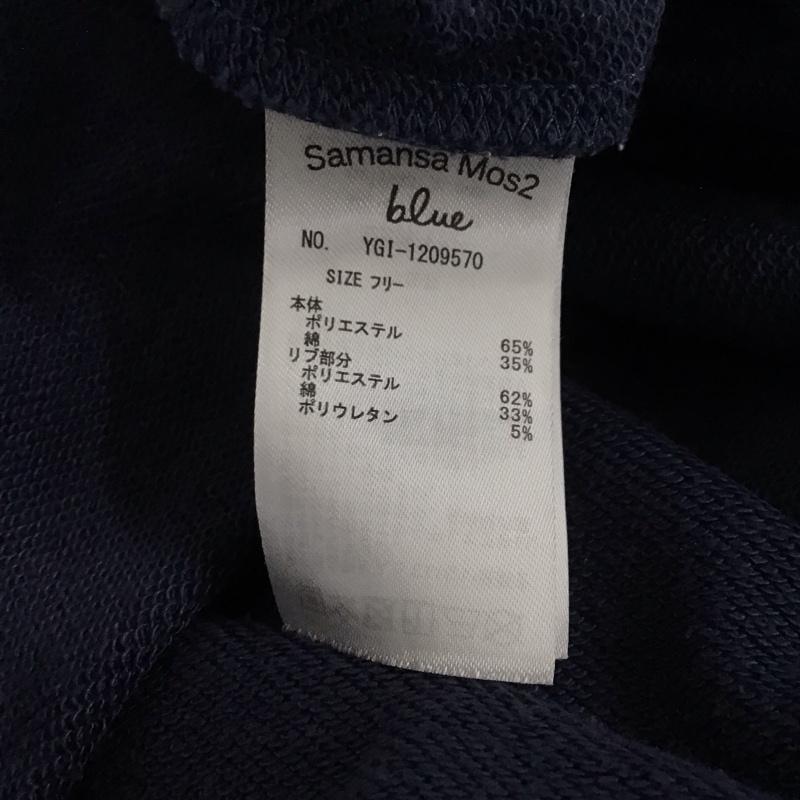 Samansa Mos2
blue
NO. YGI-1209570
SIZE フリー
本体
ポリエステル 65%
綿 35%
リブ部分
ポリエステル 62%
綿 33%
ポリウレタン 5%